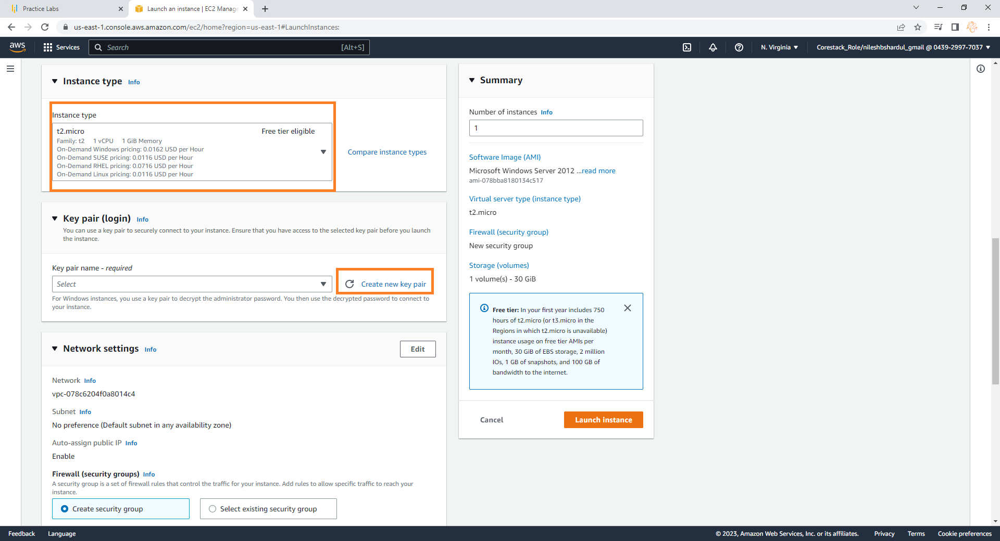 Practice Labs
Launch an instance | EC2 Manage
us-east-1.console.aws.amazon.com/ec2/home?region=us-east-1#LaunchInstances:
aws
Services
Search
[Alt+S]
N. Virginia
Corestack_Role/nileshbshardul_gmail @ 0439-2997-7037
Instance type Info
Instance type
t2.micro Free tier eligible
Family: t2 1 vCPU 1 GiB Memory
On-Demand Windows pricing: 0.0162 USD per Hour
On-Demand SUSE pricing: 0.0116 USD per Hour
On-Demand RHEL pricing: 0.0716 USD per Hour
On-Demand Linux pricing: 0.0116 USD per Hour
Compare instance types
Key pair (login) Info
You can use a key pair to securely connect to your instance. Ensure that you have access to the selected key pair before you launch
the instance.
Key pair name - required
Select
Create new key pair
For Windows instances, you use a key pair to decrypt the administrator password. You then use the decrypted password to connect to
your instance.
Network settings Info
Edit
Network Info
vpc-078c6204f0a8014c4
Subnet Info
No preference (Default subnet in any availability zone)
Auto-assign public IP Info
Enable
Firewall (security groups) Info
A security group is a set of firewall rules that control the traffic for your instance. Add rules to allow specific traffic to reach your
instance.
Create security group
Select existing security group
Summary
Number of instances Info
1
Software Image (AMI)
Microsoft Windows Server 2012 ...read more
ami-078bba8180134c517
Virtual server type (instance type)
t2.micro
Firewall (security group)
New security group
Storage (volumes)
1 volume(s) - 30 GiB
Free tier: In your first year includes 750
hours of t2.micro (or t3.micro in the
Regions in which t2.micro is unavailable)
instance usage on free tier AMIs per
month, 30 GiB of EBS storage, 2 million
IOs, 1 GB of snapshots, and 100 GB of
bandwidth to the internet.
Cancel
Launch instance
Feedback
Language
© 2023, Amazon Web Services, Inc. or its affiliates.
Privacy
Terms
Cookie preferences